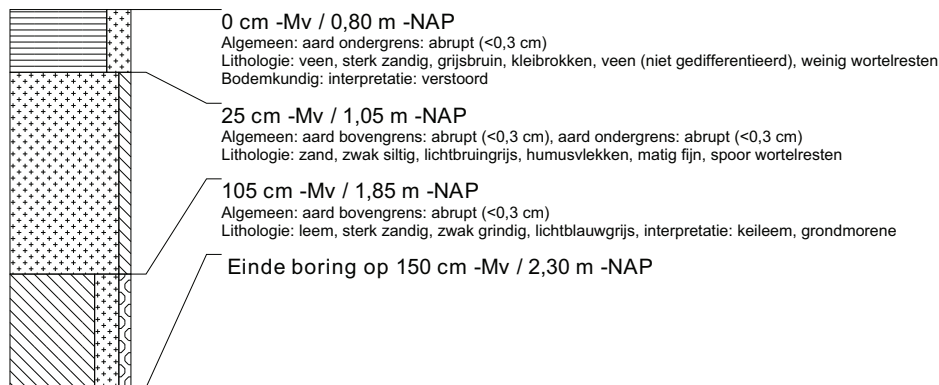 0 cm -Mv / 0,80 m -NAP
Algemeen: aard ondergrens: abrupt (<0,3 cm)
Lithologie: veen, sterk zandig, grijsbruin, kleibrokken, veen (niet gedifferentieerd), weinig wortelresten
Bodemkundig: interpretatie: verstoord
25 cm -Mv / 1,05 m -NAP
Algemeen: aard bovengrens: abrupt (<0,3 cm), aard ondergrens: abrupt (<0,3 cm)
Lithologie: zand, zwak siltig, lichtbruingrijs, humusvlekken, matig fijn, spoor wortelresten
105 cm -Mv / 1,85 m -NAP
Algemeen: aard bovengrens: abrupt (<0,3 cm)
Lithologie: leem, sterk zandig, zwak grindig, lichtblauwgrijs, interpretatie: keileem, grondmorene
Einde boring op 150 cm -Mv / 2,30 m -NAP